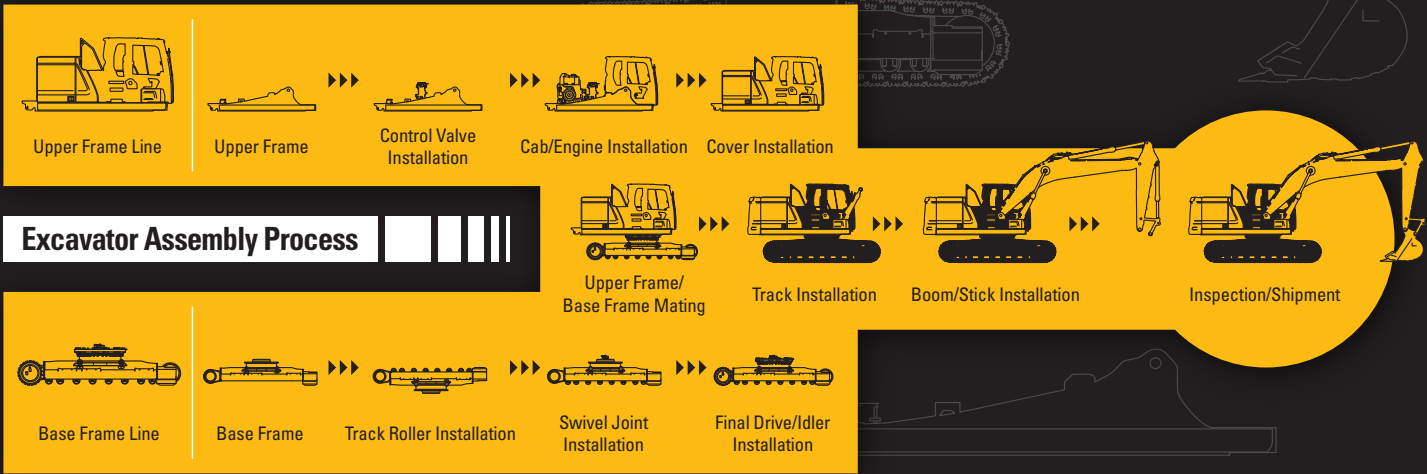 Upper Frame Line
Upper Frame
Control Valve
Installation
Cab/Engine Installation
Cover Installation
Excavator Assembly Process
Upper Frame/
Base Frame Mating
Track Installation
Boom/Stick Installation
Inspection/Shipment
Base Frame Line
Base Frame
Track Roller Installation
Swivel Joint
Installation
Final Drive/Idler
Installation